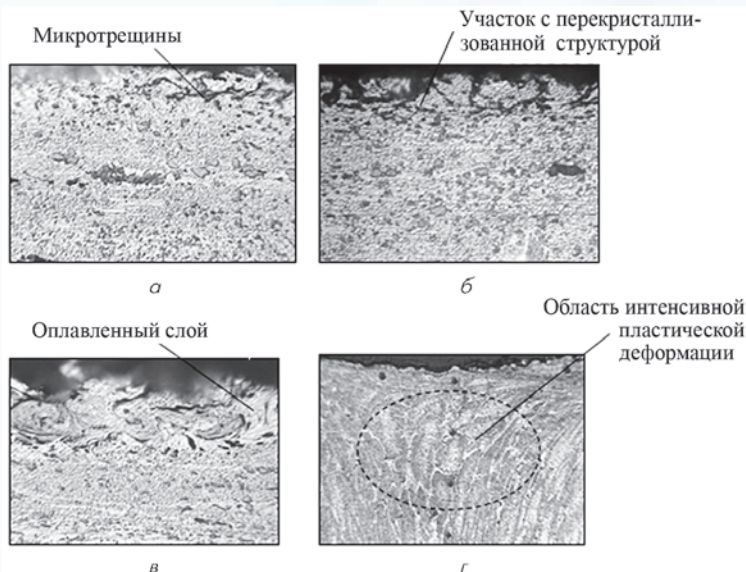 Микротрещины
Участок с перекристалли-
зованной структурой
а
б
Оплавленный слой
Область интенсивной
пластической
деформации
в
г